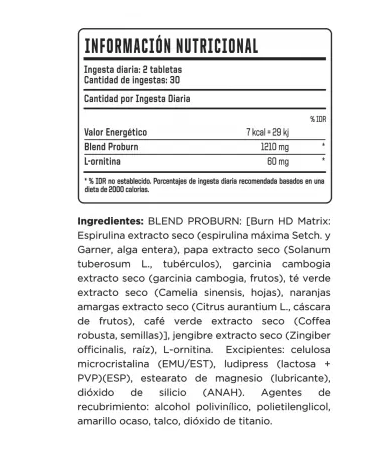 INFORMACIÓN NUTRICIONAL
Ingesta diaria: 2 tabletas
Cantidad de ingestas: 30
Cantidad por Ingesta Diaria
% IDR
Valor Energético 7 kcal = 29 kj
Blend Proburn 1210 mg *
L-ornitina 60 mg *
* % IDR no establecido. Porcentajes de ingesta diaria recomendada basados en una
dieta de 2000 calorías.
Ingredientes: BLEND PROBURN: [Burn HD Matrix:
Espirulina extracto seco (espirulina máxima Setch. y
Garner, alga entera), papa extracto seco (Solanum
tuberosum L., tubérculos), garcinia cambogia
extracto seco (garcinia cambogia, frutos), té verde
extracto seco (Camelia sinensis, hojas), naranjas
amargas extracto seco (Citrus aurantium L., cáscara
de frutos), café verde extracto seco (Coffea
robusta, semillas)], jengibre extracto seco (Zingiber
officinalis, raíz), L-ornitina. Excipientes: celulosa
microcristalina (EMU/EST), ludipress (lactosa +
PVP)(ESP), estearato de magnesio (lubricante),
dióxido de silicio (ANAH). Agentes de
recubrimiento: alcohol polivinílico, polietilenglicol,
amarillo ocaso, talco, dióxido de titanio.